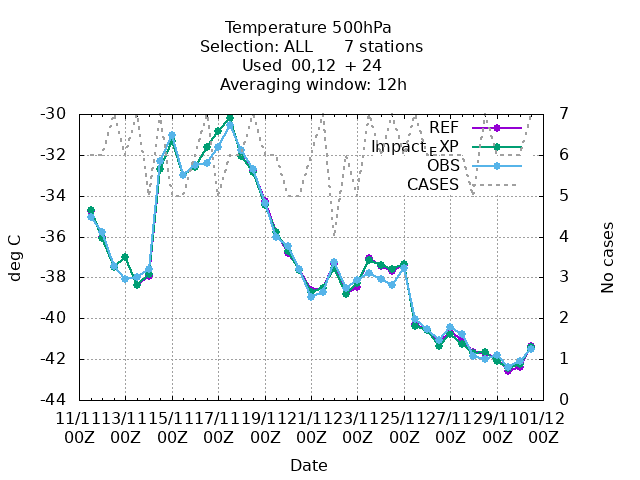 Temperature 500hPa
Selection: ALL 7 stations
Used 00,12 + 24
Averaging window: 12h
-30 7
REF
Impact_EXP
-32 6
OBS
CASES
-34 5
-36 4
deg C
No cases
-38 3
-40 2
-42 1
-44 0
11/11 13/11 15/11 17/11 19/11 21/11 23/11 25/11 27/11 29/11 01/12
00Z 00Z 00Z 00Z 00Z 00Z 00Z 00Z 00Z 00Z 00Z
Date